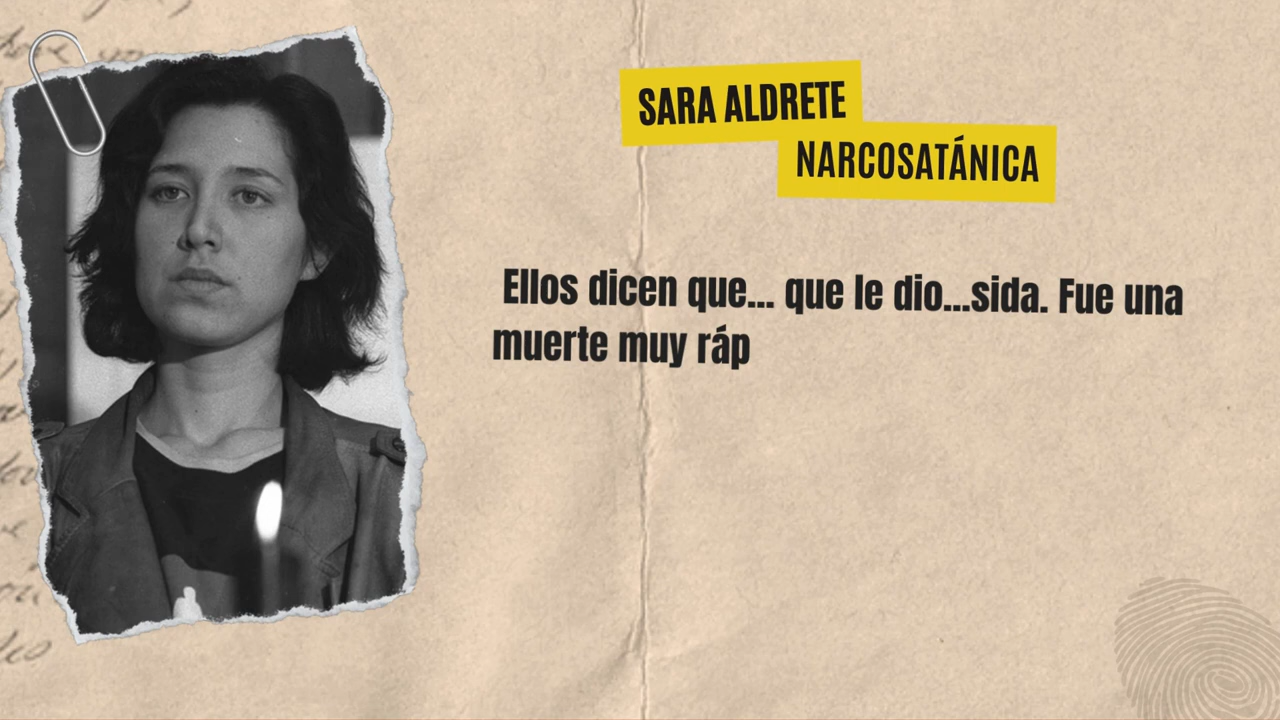 SARA ALDRETE
NARCOSATÁNICA
Ellos dicen que... que le dio...sida. Fue una
muerte muy ráp